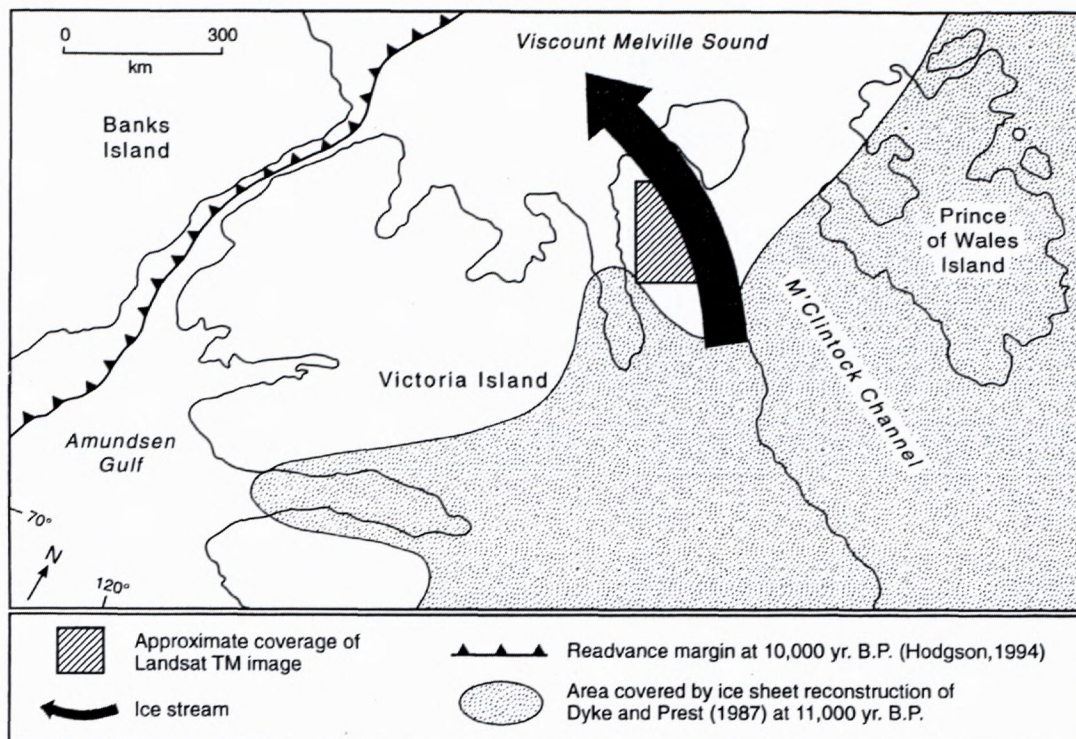 0 300
km
Viscount Melville Sound
Banks
Island
Prince
of Wales
Island
M'Clintock Channel
Victoria Island
Amundsen
Gulf
70°
N
120°
Approximate coverage of
Landsat TM image
Readvance margin at 10,000 yr. B.P. (Hodgson,1994)
Ice stream
Area covered by ice sheet reconstruction of
Dyke and Prest (1987) at 11,000 yr. B.P.